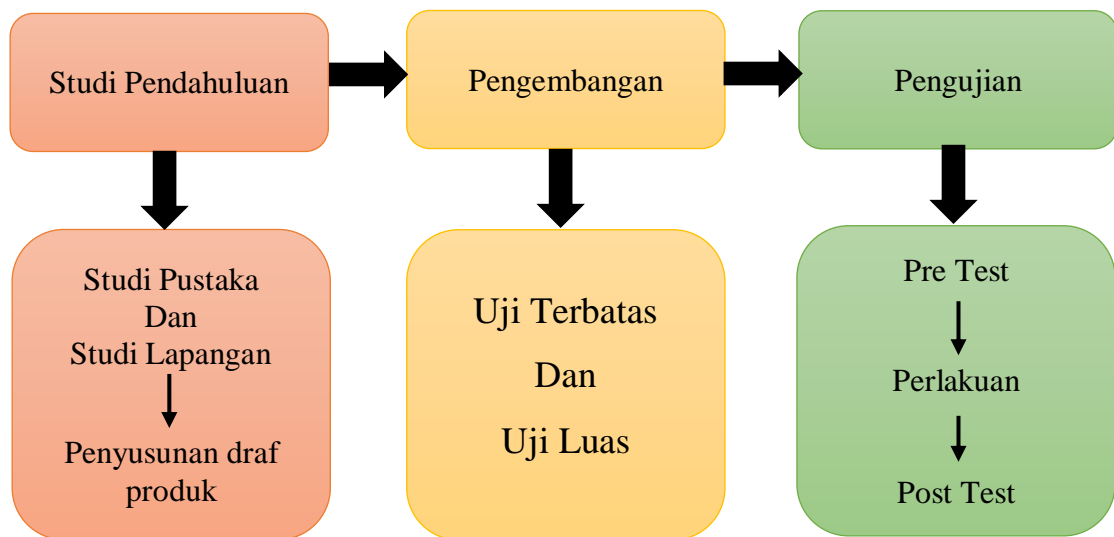 Studi Pendahuluan
Pengembangan
Pengujian
Studi Pustaka
Dan
Studi Lapangan
Penyusunan draf
produk
Uji Terbatas
Dan
Uji Luas
Pre Test
Perlakuan
Post Test